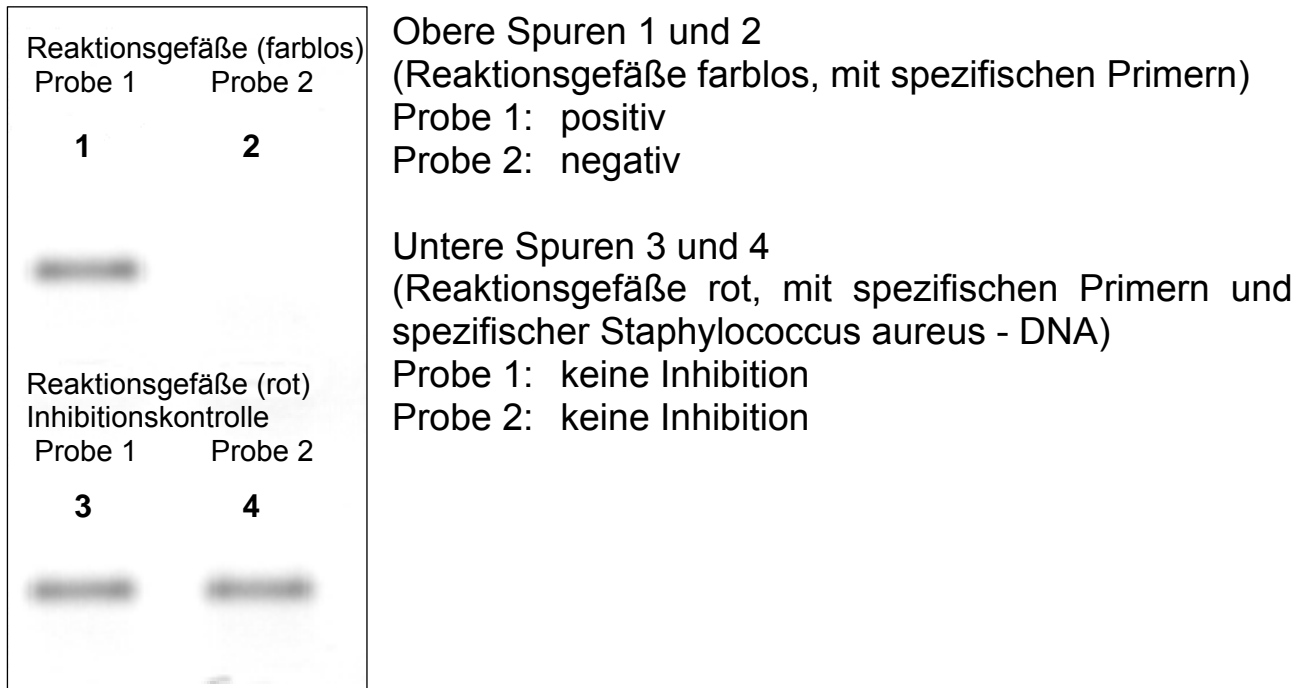 Reaktionsgefäße (farblos)
Probe 1 Probe 2
1 2
Reaktionsgefäße (rot)
Inhibitionskontrolle
Probe 1 Probe 2
3 4
Obere Spuren 1 und 2
(Reaktionsgefäße farblos, mit spezifischen Primern)
Probe 1: positiv
Probe 2: negativ
Untere Spuren 3 und 4
(Reaktionsgefäße rot, mit spezifischen Primern und
spezifischer Staphylococcus aureus - DNA)
Probe 1: keine Inhibition
Probe 2: keine Inhibition